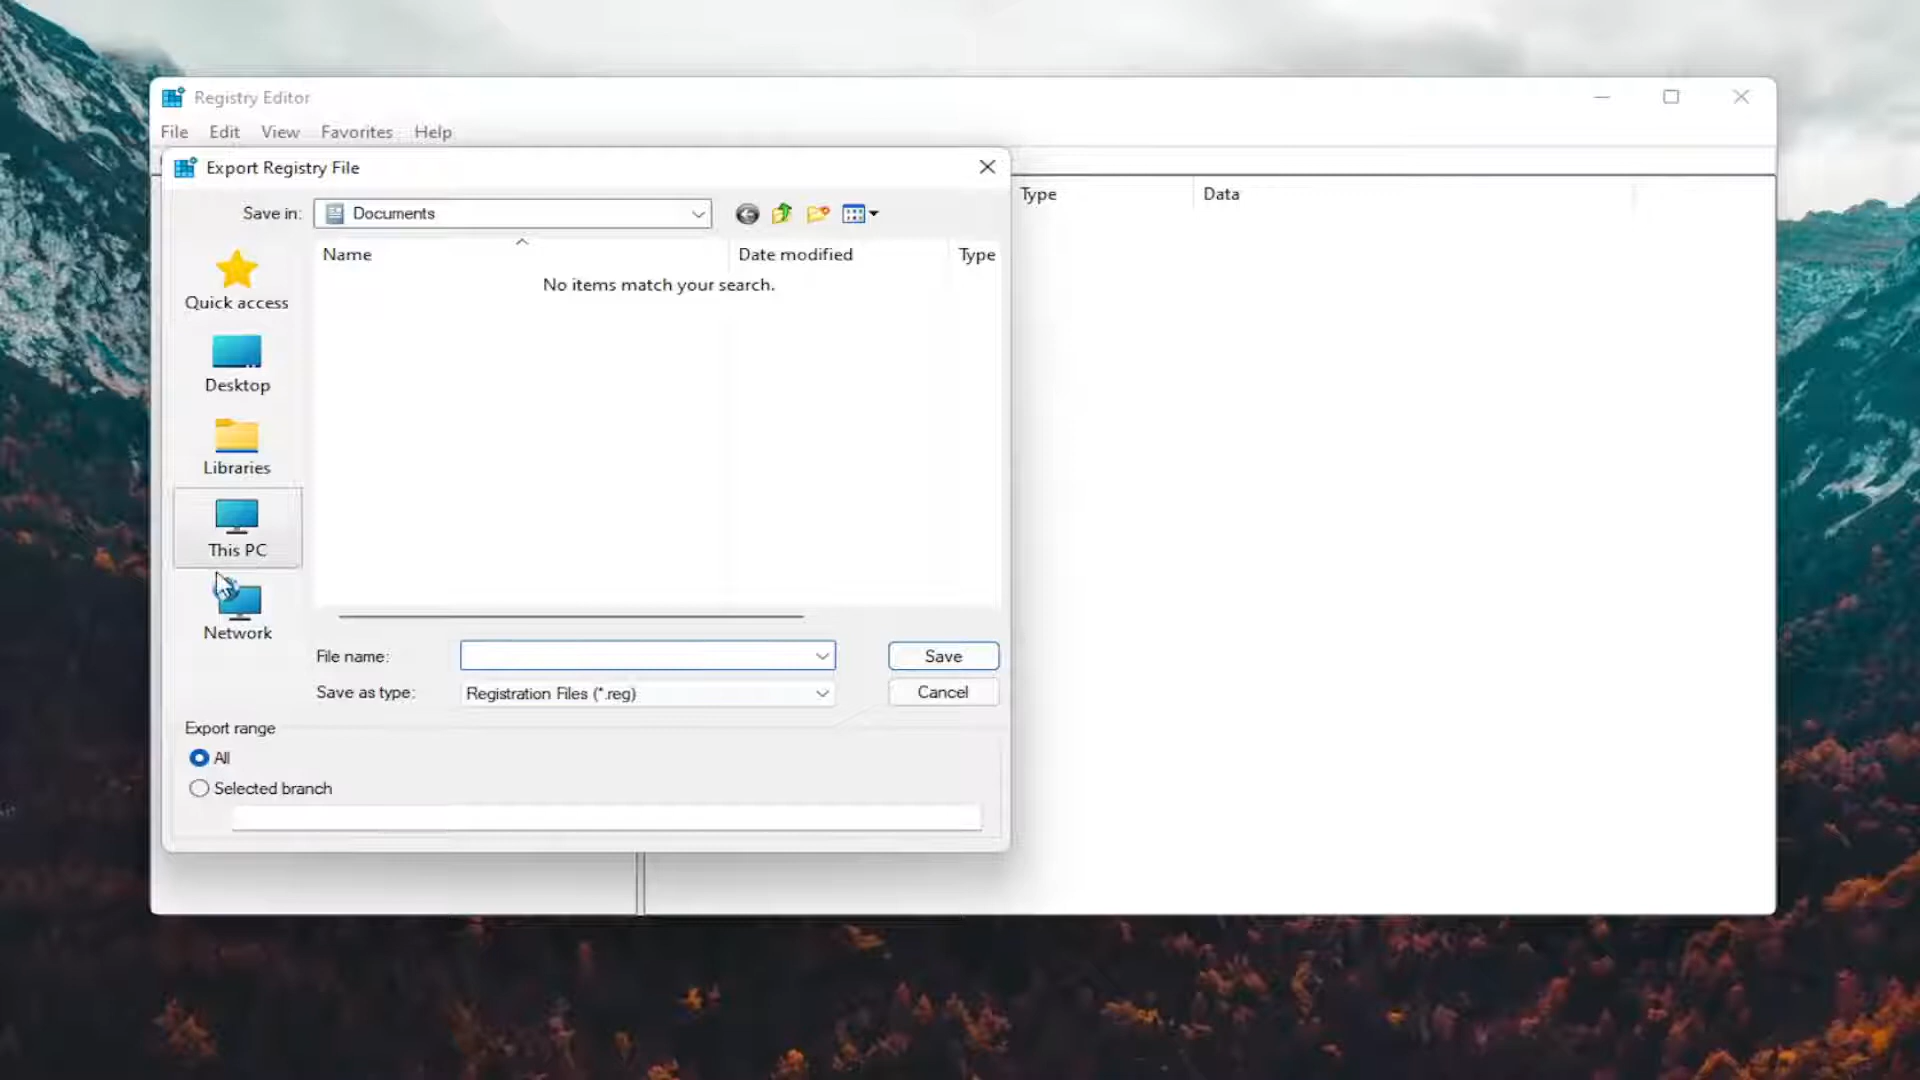 Registry Editor
File Edit View Favorites Help
Export Registry File
Save in: Documents
Type Data
Name Date modified Type
No items match your search.
Quick access
Desktop
Libraries
This PC
Network
File name: Save
Save as type: Registration Files (*.reg) Cancel
Export range
All
Selected branch